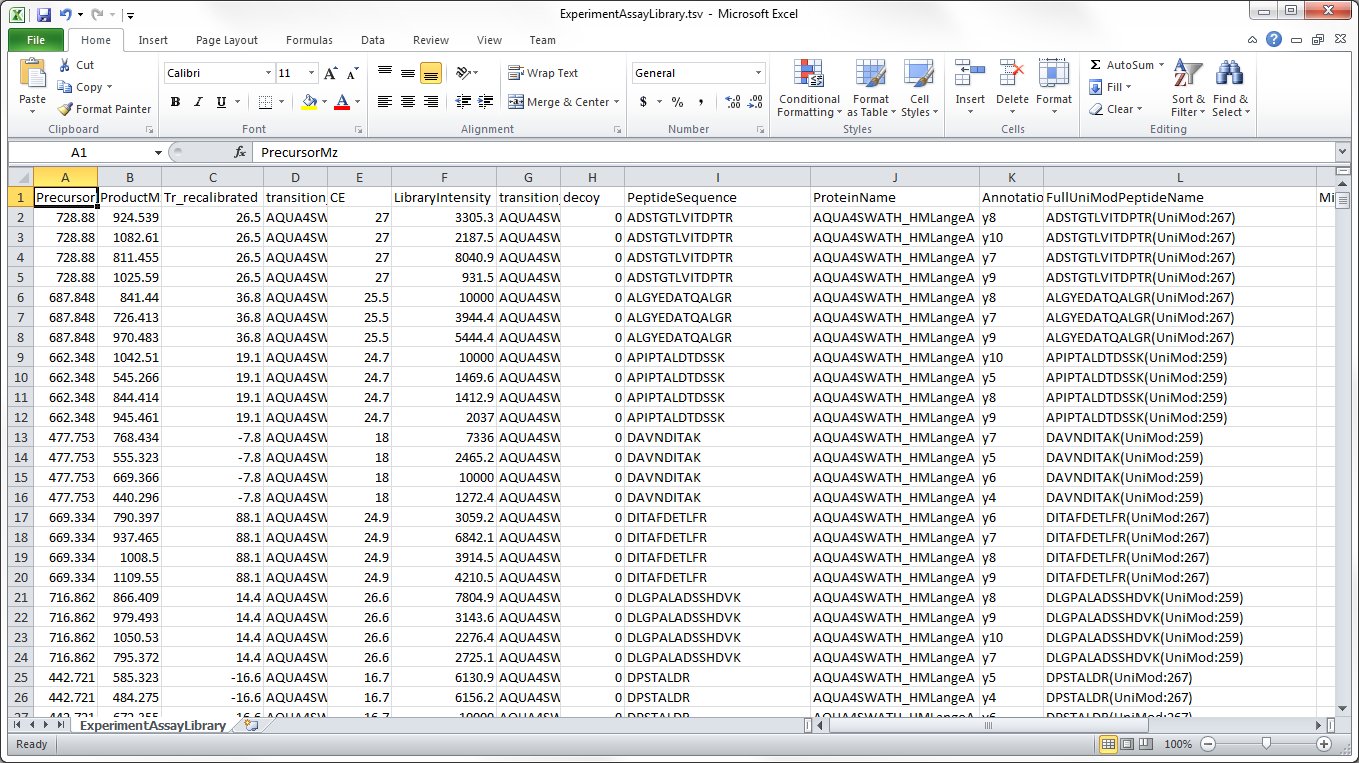 ExperimentAssayLibrary.tsv - Microsoft Excel
File Home Insert Page Layout Formulas Data Review View Team
Paste
Cut
Copy
Format Painter
Clipboard
Calibri 11
B I U
Font
Wrap Text
Merge & Center
Alignment
General
$ % ,
Number
Conditional Formatting
Format as Table
Cell Styles
Styles
Insert Delete Format
Cells
AutoSum
Fill
Clear
Sort & Filter
Find & Select
Editing
A1 fx PrecursorMz
A B C D E F G H I J K L
1 Precursor ProductM Tr_recalibrated transition_ CE LibraryIntensity transition_ decoy PeptideSequence ProteinName Annotatio FullUniModPeptideName Mi
2 728.88 924.539 26.5 AQUA4SW 27 3305.3 AQUA4SW 0 ADSTGTLVITDPTR AQUA4SWATH_HMLangeA y8 ADSTGTLVITDPTR(UniMod:267)
3 728.88 1082.61 26.5 AQUA4SW 27 2187.5 AQUA4SW 0 ADSTGTLVITDPTR AQUA4SWATH_HMLangeA y10 ADSTGTLVITDPTR(UniMod:267)
4 728.88 811.455 26.5 AQUA4SW 27 8040.9 AQUA4SW 0 ADSTGTLVITDPTR AQUA4SWATH_HMLangeA y7 ADSTGTLVITDPTR(UniMod:267)
5 728.88 1025.59 26.5 AQUA4SW 27 931.5 AQUA4SW 0 ADSTGTLVITDPTR AQUA4SWATH_HMLangeA y9 ADSTGTLVITDPTR(UniMod:267)
6 687.848 841.44 36.8 AQUA4SW 25.5 10000 AQUA4SW 0 ALGYEDATQALGR AQUA4SWATH_HMLangeA y8 ALGYEDATQALGR(UniMod:267)
7 687.848 726.413 36.8 AQUA4SW 25.5 3944.4 AQUA4SW 0 ALGYEDATQALGR AQUA4SWATH_HMLangeA y7 ALGYEDATQALGR(UniMod:267)
8 687.848 970.483 36.8 AQUA4SW 25.5 5444.4 AQUA4SW 0 ALGYEDATQALGR AQUA4SWATH_HMLangeA y9 ALGYEDATQALGR(UniMod:267)
9 662.348 1042.51 19.1 AQUA4SW 24.7 10000 AQUA4SW 0 APIPTALDTDSSK AQUA4SWATH_HMLangeA y10 APIPTALDTDSSK(UniMod:259)
10 662.348 545.266 19.1 AQUA4SW 24.7 1469.6 AQUA4SW 0 APIPTALDTDSSK AQUA4SWATH_HMLangeA y5 APIPTALDTDSSK(UniMod:259)
11 662.348 844.414 19.1 AQUA4SW 24.7 1412.9 AQUA4SW 0 APIPTALDTDSSK AQUA4SWATH_HMLangeA y8 APIPTALDTDSSK(UniMod:259)
12 662.348 945.461 19.1 AQUA4SW 24.7 2037 AQUA4SW 0 APIPTALDTDSSK AQUA4SWATH_HMLangeA y9 APIPTALDTDSSK(UniMod:259)
13 477.753 768.434 -7.8 AQUA4SW 18 7336 AQUA4SW 0 DAVNDITAK AQUA4SWATH_HMLangeA y7 DAVNDITAK(UniMod:259)
14 477.753 555.323 -7.8 AQUA4SW 18 2465.2 AQUA4SW 0 DAVNDITAK AQUA4SWATH_HMLangeA y5 DAVNDITAK(UniMod:259)
15 477.753 669.366 -7.8 AQUA4SW 18 10000 AQUA4SW 0 DAVNDITAK AQUA4SWATH_HMLangeA y6 DAVNDITAK(UniMod:259)
16 477.753 440.296 -7.8 AQUA4SW 18 1272.4 AQUA4SW 0 DAVNDITAK AQUA4SWATH_HMLangeA y4 DAVNDITAK(UniMod:259)
17 669.334 790.397 88.1 AQUA4SW 24.9 3059.2 AQUA4SW 0 DITAFDETLFR AQUA4SWATH_HMLangeA y6 DITAFDETLFR(UniMod:267)
18 669.334 937.465 88.1 AQUA4SW 24.9 6842.1 AQUA4SW 0 DITAFDETLFR AQUA4SWATH_HMLangeA y7 DITAFDETLFR(UniMod:267)
19 669.334 1008.5 88.1 AQUA4SW 24.9 3914.5 AQUA4SW 0 DITAFDETLFR AQUA4SWATH_HMLangeA y8 DITAFDETLFR(UniMod:267)
20 669.334 1109.55 88.1 AQUA4SW 24.9 4210.5 AQUA4SW 0 DITAFDETLFR AQUA4SWATH_HMLangeA y9 DITAFDETLFR(UniMod:267)
21 716.862 866.409 14.4 AQUA4SW 26.6 7804.9 AQUA4SW 0 DLGPALADSSHDVK AQUA4SWATH_HMLangeA y8 DLGPALADSSHDVK(UniMod:259)
22 716.862 979.493 14.4 AQUA4SW 26.6 3143.6 AQUA4SW 0 DLGPALADSSHDVK AQUA4SWATH_HMLangeA y9 DLGPALADSSHDVK(UniMod:259)
23 716.862 1050.53 14.4 AQUA4SW 26.6 2276.4 AQUA4SW 0 DLGPALADSSHDVK AQUA4SWATH_HMLangeA y10 DLGPALADSSHDVK(UniMod:259)
24 716.862 795.372 14.4 AQUA4SW 26.6 2725.1 AQUA4SW 0 DLGPALADSSHDVK AQUA4SWATH_HMLangeA y7 DLGPALADSSHDVK(UniMod:259)
25 442.721 585.323 -16.6 AQUA4SW 16.7 6130.9 AQUA4SW 0 DPSTALDR AQUA4SWATH_HMLangeA y5 DPSTALDR(UniMod:267)
26 442.721 484.275 -16.6 AQUA4SW 16.7 6156.2 AQUA4SW 0 DPSTALDR AQUA4SWATH_HMLangeA y4 DPSTALDR(UniMod:267)
27 442.721 672.355 -16.6 AQUA4SW 16.7 10000 AQUA4SW 0 DPSTALDR AQUA4SWATH_HMLangeA y6 DPSTALDR(UniMod:267)
ExperimentAssayLibrary
Ready 100%